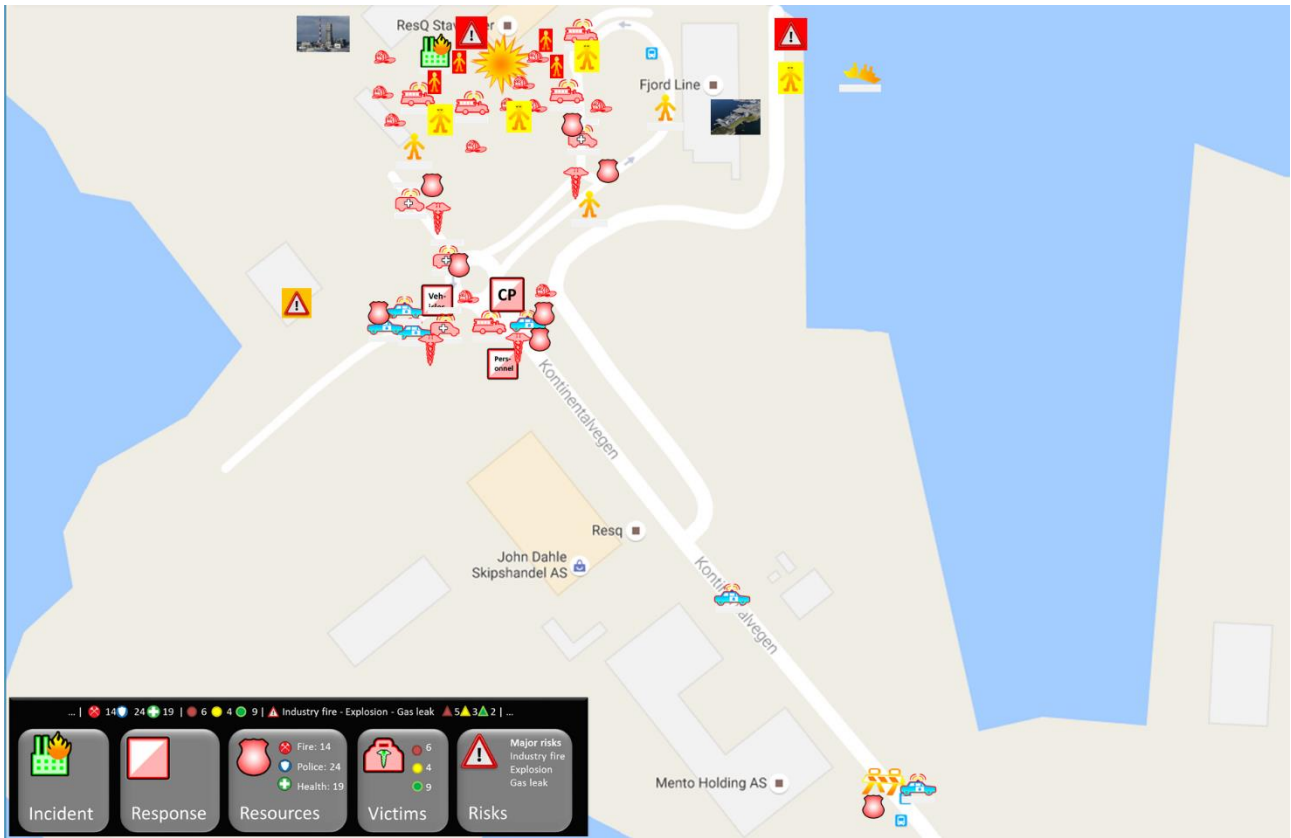 ResQ Stav
er
Fjord Line
Veh-
CP
Pers-
onnel
Kontinentalvegen
Resq
John Dahle
Skipshandel AS
Mento Holding AS
... | 14 24 19 | 6 4 9 | Industry fire - Explosion - Gas leak 5 3 2 | ...
Incident
Response
Fire: 14
Police: 24
Health: 19
Resources
6
4
9
Victims
Major risks
Industry fire
Explosion
Gas leak
Risks